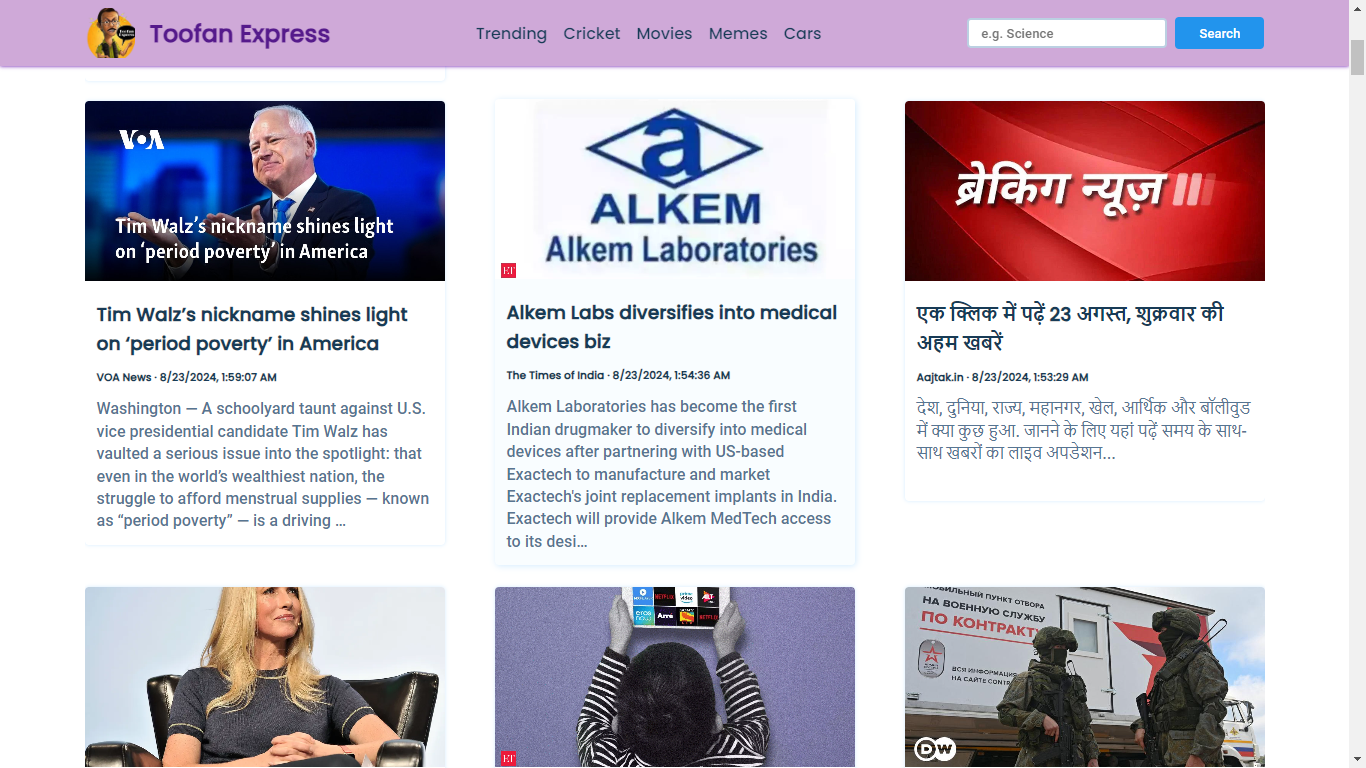 Toofan Express
Trending Cricket Movies Memes Cars
e.g. Science
Search
VOA
Tim Walz’s nickname shines light
on ‘period poverty’ in America
Tim Walz’s nickname shines light
on ‘period poverty’ in America
VOA News · 8/23/2024, 1:59:07 AM
Washington — A schoolyard taunt against U.S.
vice presidential candidate Tim Walz has
vaulted a serious issue into the spotlight: that
even in the world’s wealthiest nation, the
struggle to afford menstrual supplies — known
as “period poverty” — is a driving …
a
ALKEM
Alkem Laboratories
ET
Alkem Labs diversifies into medical
devices biz
The Times of India · 8/23/2024, 1:54:36 AM
Alkem Laboratories has become the first
Indian drugmaker to diversify into medical
devices after partnering with US-based
Exactech to manufacture and market
Exactech's joint replacement implants in India.
Exactech will provide Alkem MedTech access
to its desi…
ब्रेकिंग न्यूज़
एक क्लिक में पढ़ें 23 अगस्त, शुक्रवार की
अहम खबरें
Aajtak.in · 8/23/2024, 1:53:29 AM
देश, दुनिया, राज्य, महानगर, खेल, आर्थिक और बॉलीवुड
में क्या कुछ हुआ. जानने के लिए यहां पढ़ें समय के साथ-
साथ खबरों का लाइव अपडेशन...
NETFLIX prime video ALT
eros now Arre NETFLIX
ET
МОБИЛЬНЫЙ ПУНКТ ОТБОРА
НА ВОЕННУЮ СЛУЖБУ
ПО КОНТРАКТУ
ВСЯ ИНФОРМАЦИЯ
НА САЙТЕ
DW